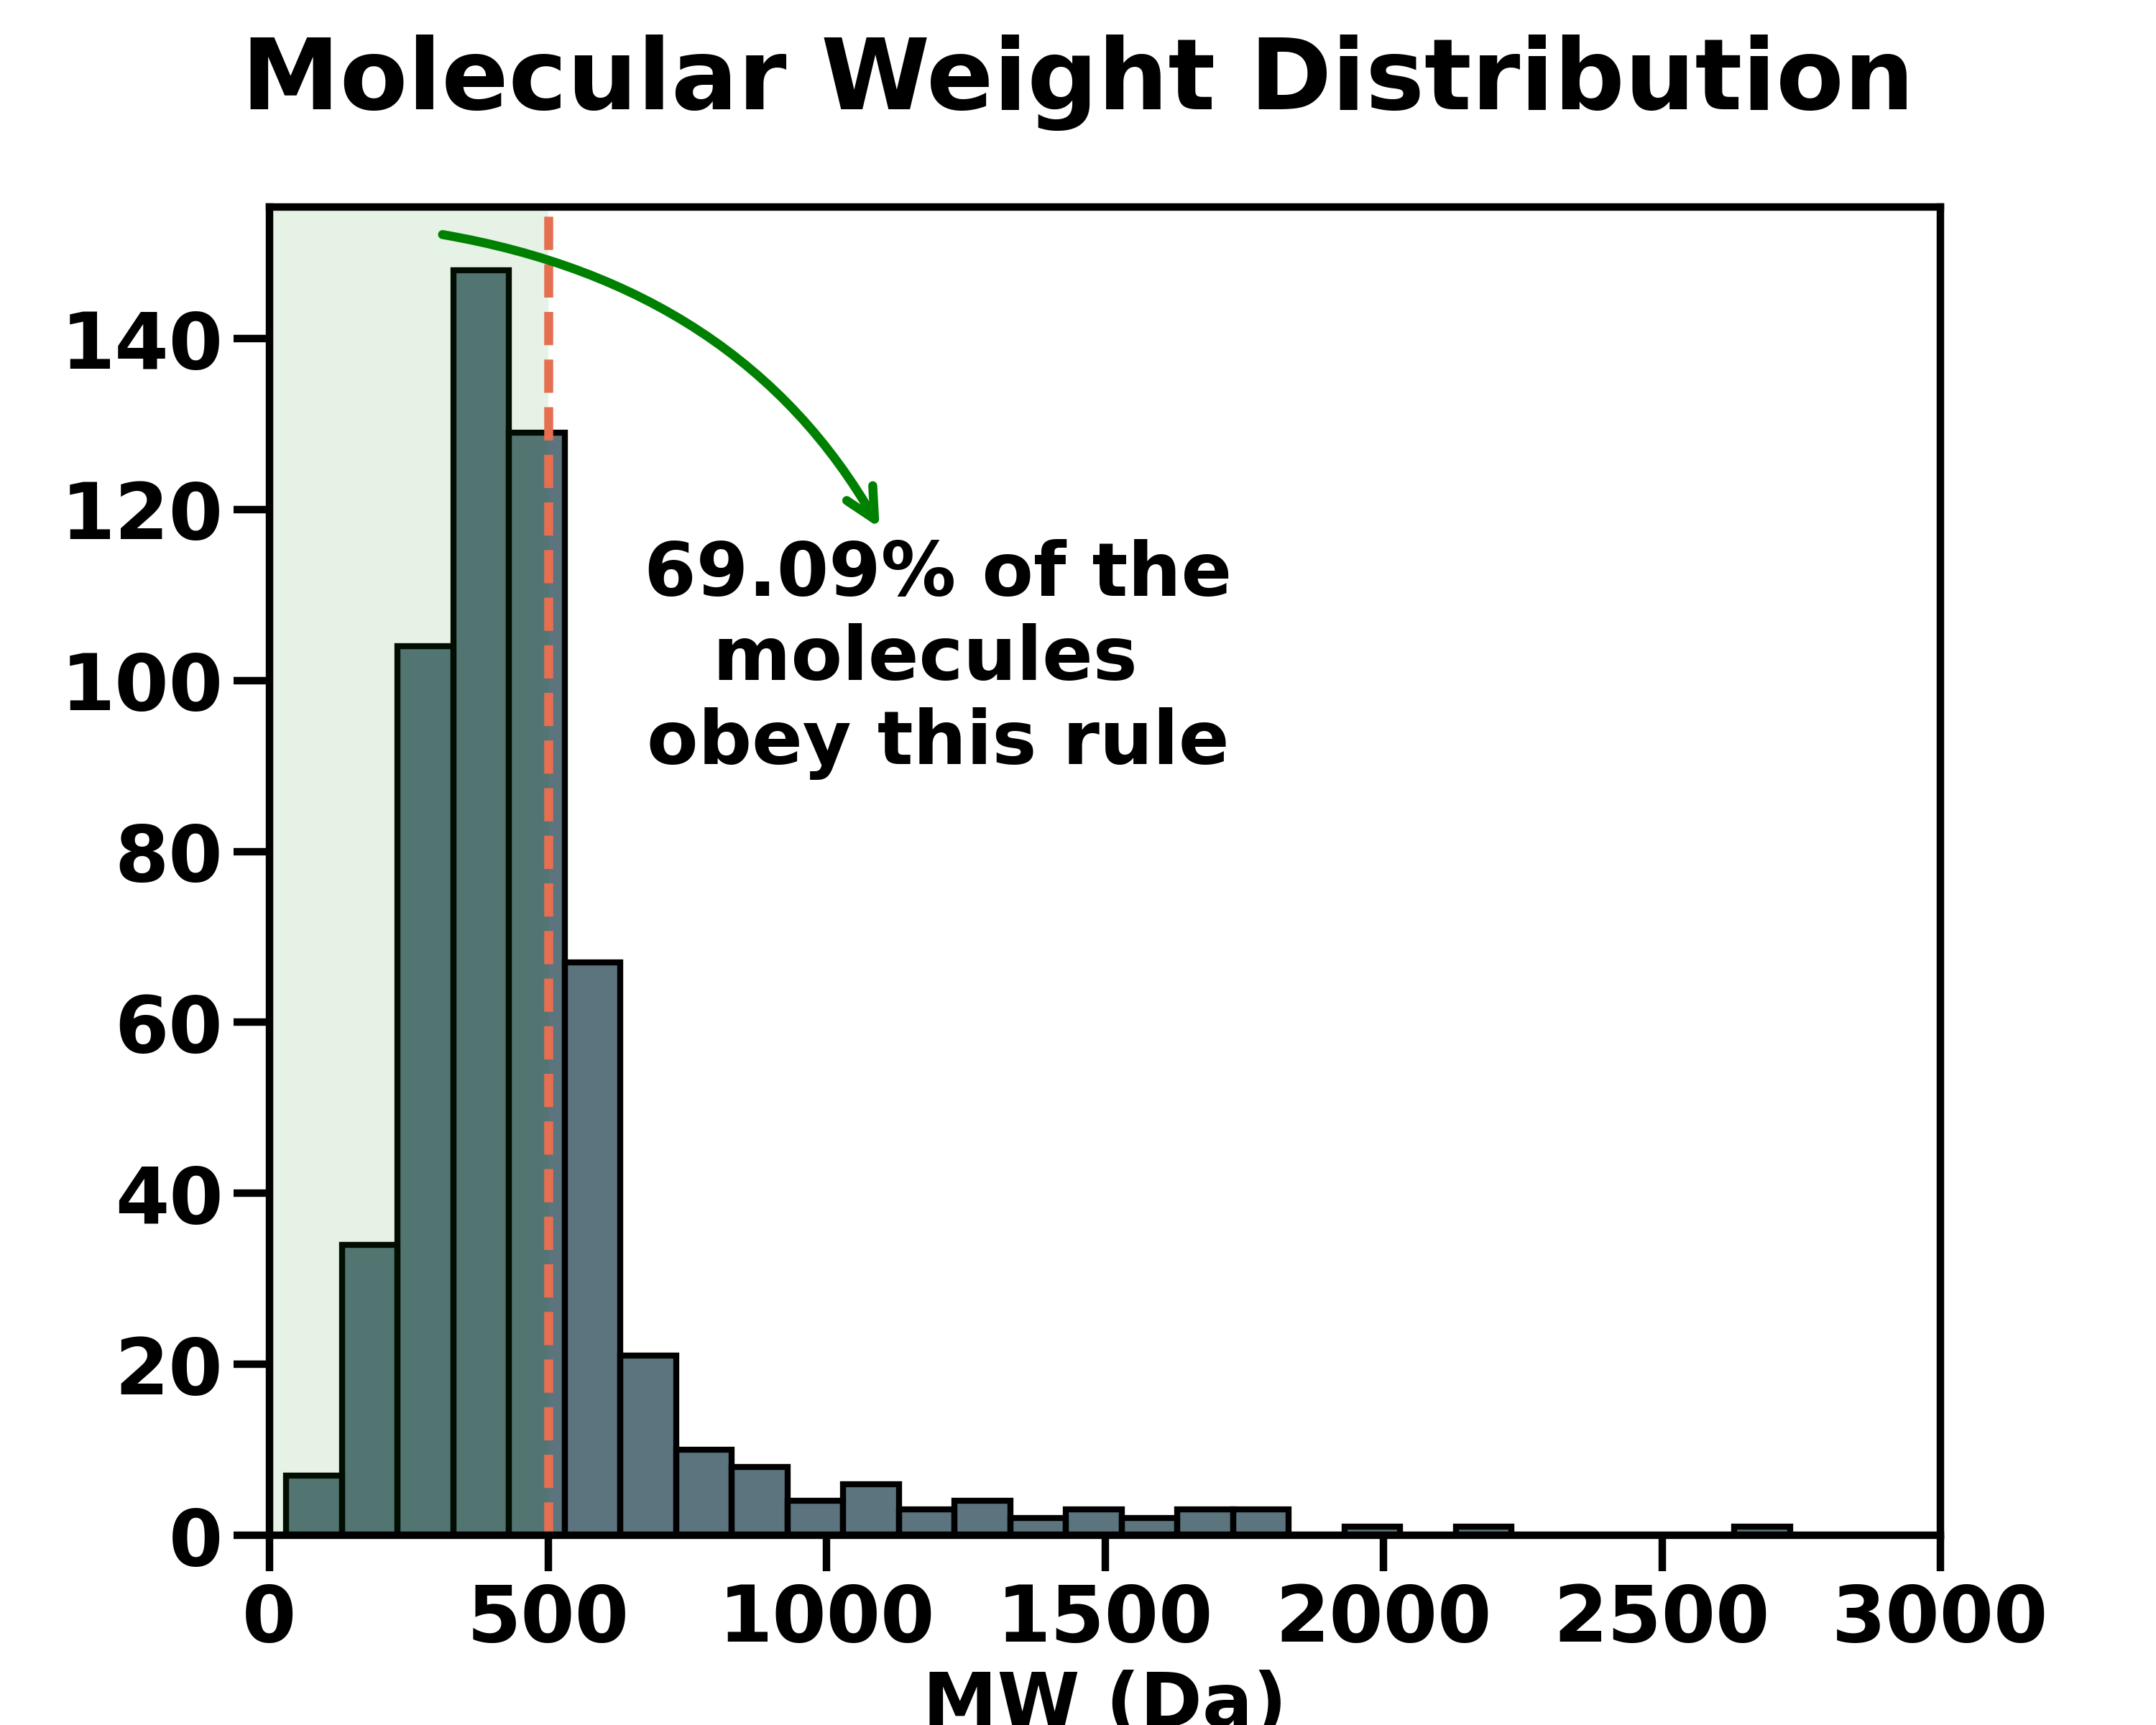 Molecular Weight Distribution
140
120
100
80
60
40
20
0
69.09% of the
molecules
obey this rule
0 500 1000 1500 2000 2500 3000
MW (Da)